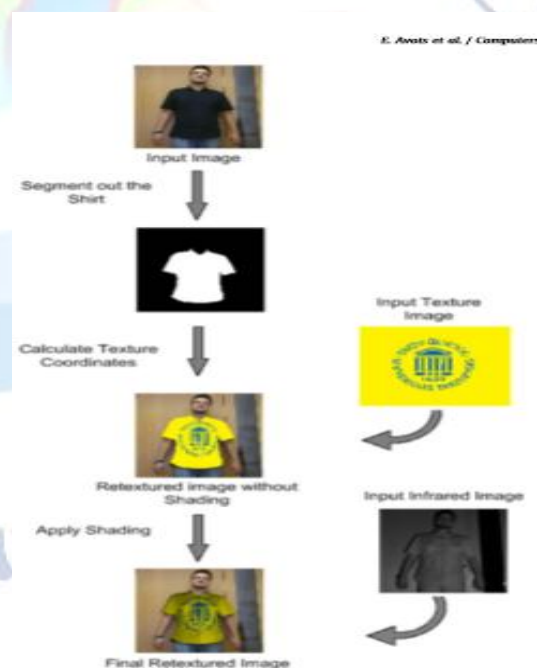 E. Avots et al. / Computers
Input Image
Segment out the
Shirt
Input Texture
Image
Calculate Texture
Coordinates
Retextured image without
Shading
Input Infrared Image
Apply Shading
Final Retextured Image